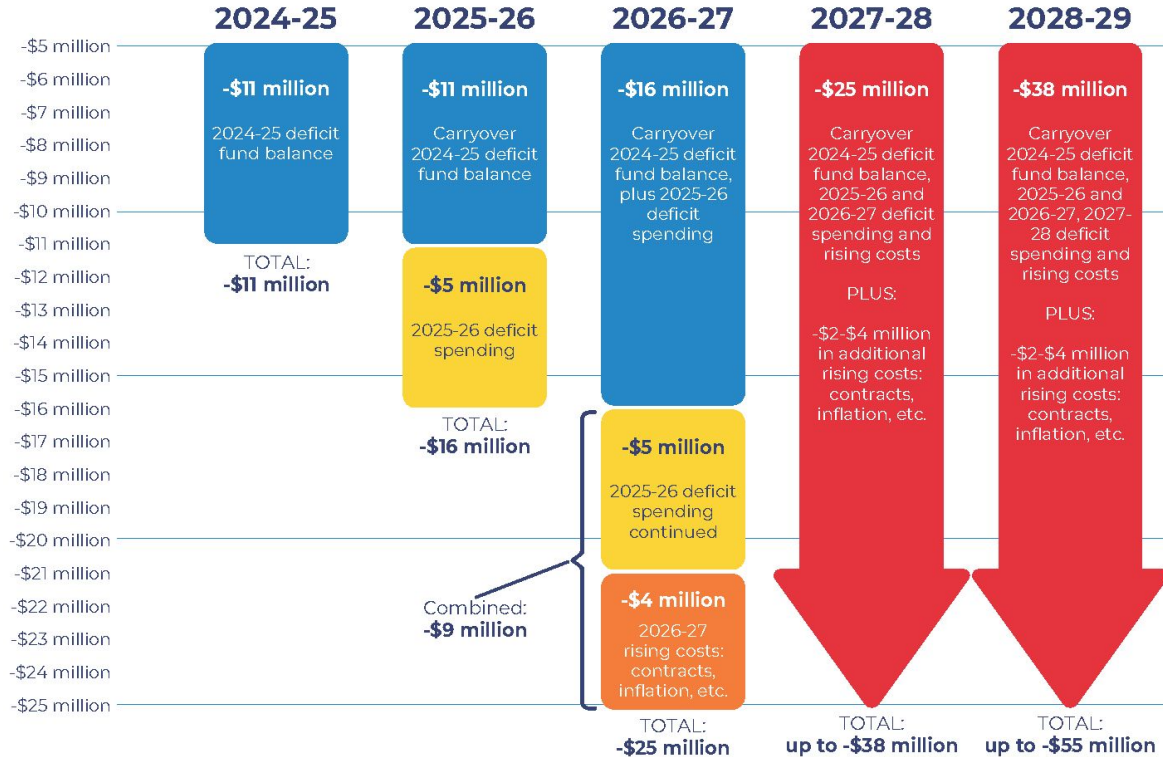 2024-25
2025-26
2026-27
2027-28
2028-29
-$5 million
-$6 million
-$7 million
-$8 million
-$9 million
-$10 million
-$11 million
-$12 million
-$13 million
-$14 million
-$15 million
-$16 million
-$17 million
-$18 million
-$19 million
-$20 million
-$21 million
-$22 million
-$23 million
-$24 million
-$25 million
-$11 million
2024-25 deficit
fund balance
TOTAL:
-$11 million
-$11 million
Carryover
2024-25 deficit
fund balance
-$5 million
2025-26 deficit
spending
TOTAL:
-$16 million
-$16 million
Carryover
2024-25 deficit
fund balance,
plus 2025-26
deficit
spending
-$5 million
2025-26 deficit
spending
continued
-$4 million
2026-27
rising costs:
contracts,
inflation, etc.
Combined:
-$9 million
TOTAL:
-$25 million
-$25 million
Carryover
2024-25 deficit
fund balance,
2025-26 and
2026-27 deficit
spending and
rising costs
PLUS:
-$2-$4 million
in additional
rising costs:
contracts,
inflation, etc.
TOTAL:
up to -$38 million
-$38 million
Carryover
2024-25 deficit
fund balance,
2025-26 and
2026-27, 2027-
28 deficit
spending and
rising costs
PLUS:
-$2-$4 million
in additional
rising costs:
contracts,
inflation, etc.
TOTAL:
up to -$55 million